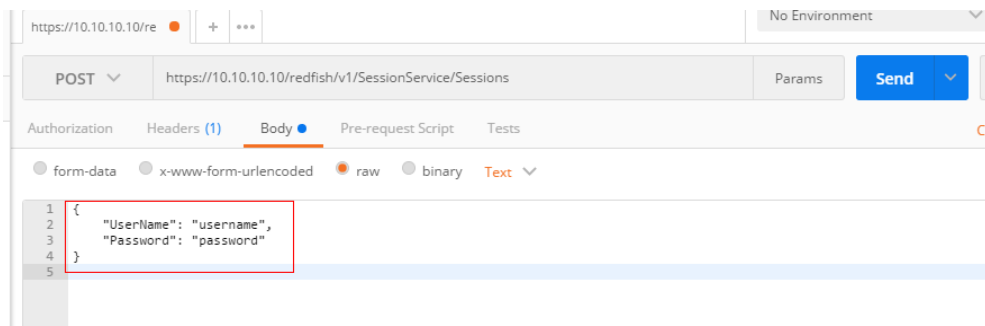 No Environment
https://10.10.10.10/re + •••
POST https://10.10.10.10/redfish/v1/SessionService/Sessions Params Send
Authorization Headers (1) Body Pre-request Script Tests C
form-data x-www-form-urlencoded raw binary Text
1 {
2 "UserName": "username",
3 "Password": "password"
4 }
5